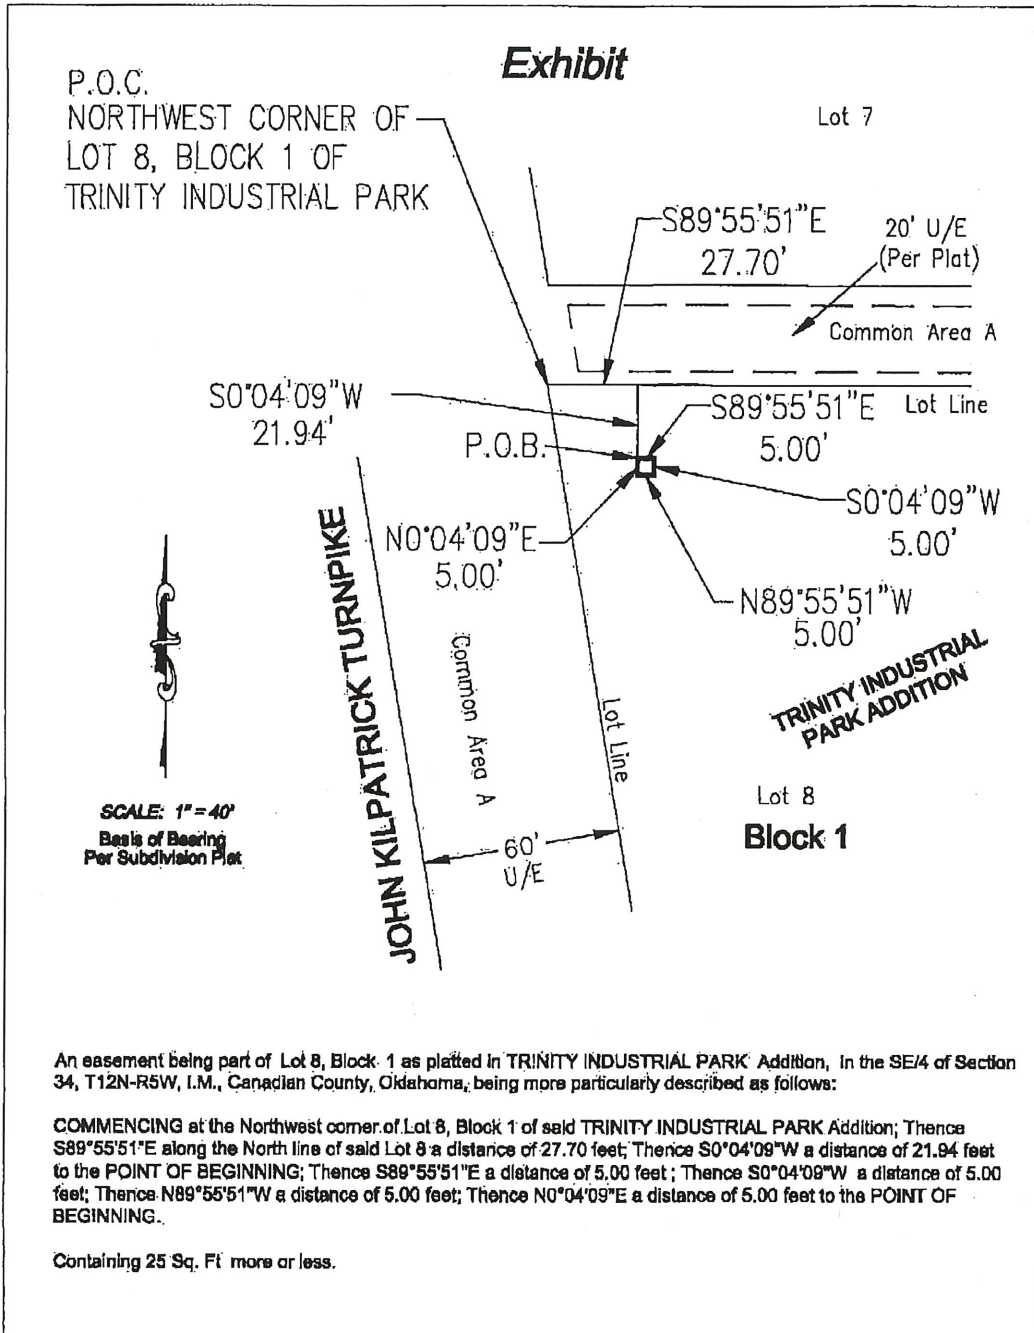 Exhibit
P.O.C.
NORTHWEST CORNER OF
LOT 8, BLOCK 1 OF
TRINITY INDUSTRIAL PARK
Lot 7
S89°55'51"E
27.70'
20' U/E
(Per Plat)
Common Area A
S0°04'09"W
21.94'
S89°55'51"E
5.00'
Lot Line
P.O.B.
S0°04'09"W
5.00'
N0°04'09"E
5.00'
N89°55'51"W
5.00'
JOHN KILPATRICK TURNPIKE
Common Area A
Lot Line
TRINITY INDUSTRIAL
PARK ADDITION
SCALE: 1" = 40'
Basis of Bearing
Per Subdivision Plat
Lot 8
Block 1
60'
U/E
An easement being part of Lot 8, Block 1 as platted in TRINITY INDUSTRIAL PARK Addition, in the SE/4 of Section
34, T12N-R5W, I.M., Canadian County, Oklahoma, being more particularly described as follows:
COMMENCING at the Northwest corner of Lot 8, Block 1 of said TRINITY INDUSTRIAL PARK Addition; Thence
S89°55'51"E along the North line of said Lot 8 a distance of 27.70 feet; Thence S0°04'09"W a distance of 21.94 feet
to the POINT OF BEGINNING; Thence S89°55'51"E a distance of 5.00 feet ; Thence S0°04'09"W a distance of 5.00
feet; Thence N89°55'51"W a distance of 5.00 feet; Thence N0°04'09"E a distance of 5.00 feet to the POINT OF
BEGINNING.
Containing 25 Sq. Ft more or less.